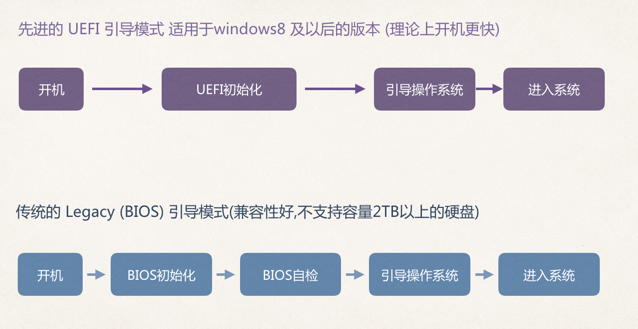 先进的 UEFI 引导模式 适用于windows8 及以后的版本 (理论上开机更快)
开机 UEFI初始化 引导操作系统 进入系统
传统的 Legacy (BIOS) 引导模式(兼容性好,不支持容量2TB以上的硬盘)
开机 BIOS初始化 BIOS自检 引导操作系统 进入系统